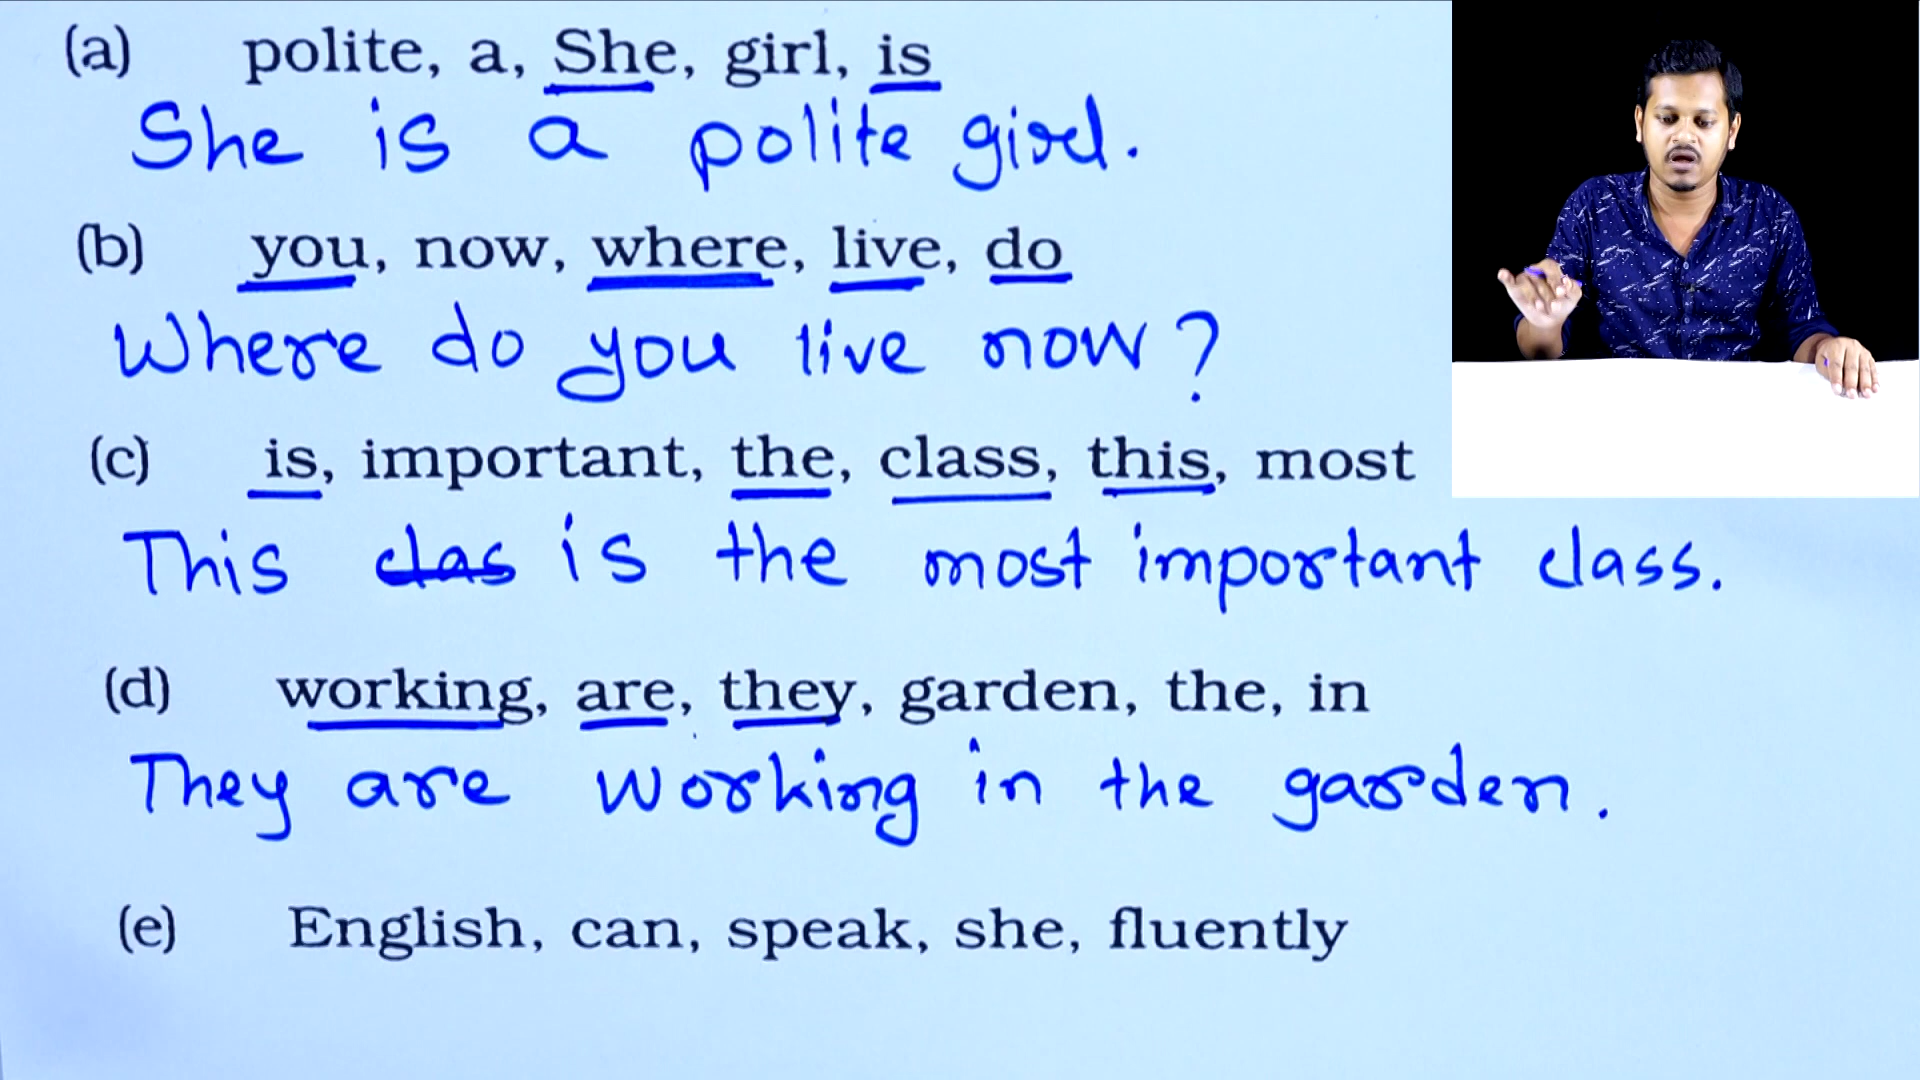 (a) polite, a, She, girl, is
She is a polite girl.
(b) you, now, where, live, do
Where do you live now?
(c) is, important, the, class, this, most
This clas is the most important class.
(d) working, are, they, garden, the, in
They are working in the garden.
(e) English, can, speak, she, fluently